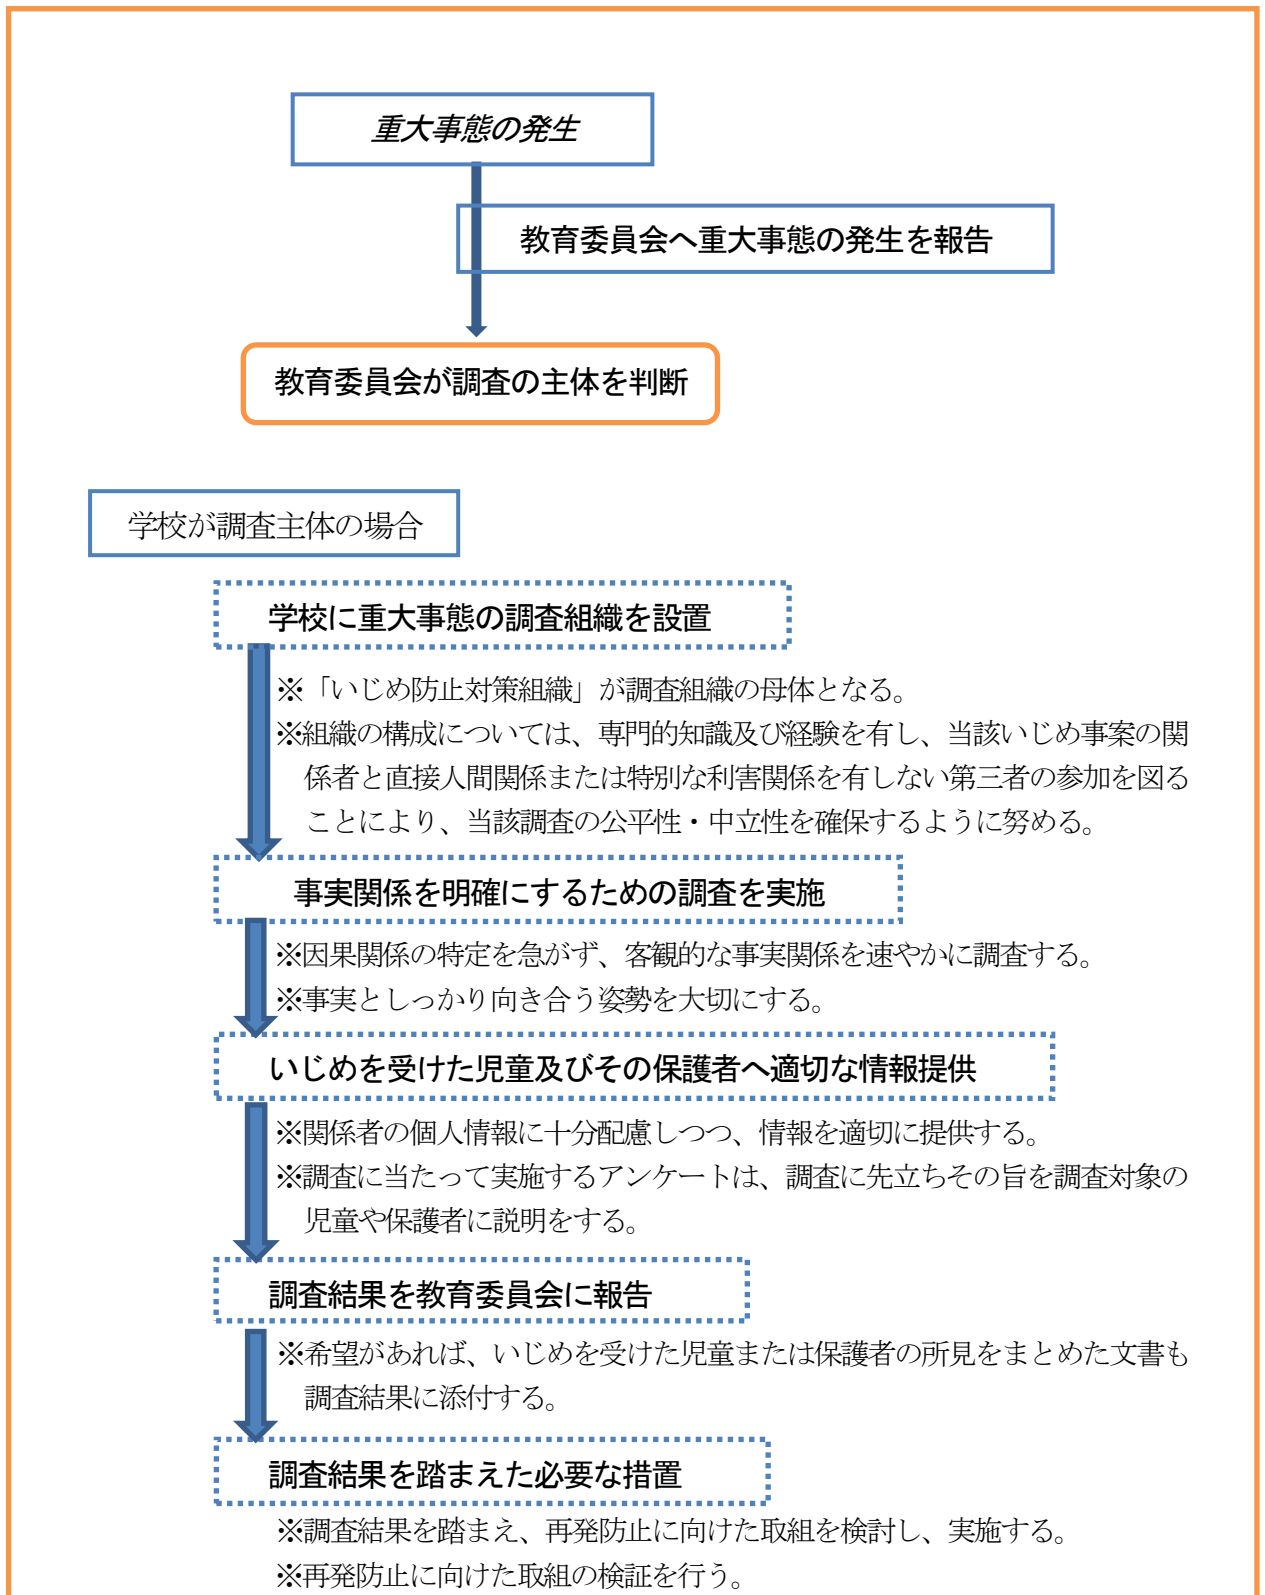 重大事態の発生
教育委員会へ重大事態の発生を報告
教育委員会が調査の主体を判断
学校が調査主体の場合
学校に重大事態の調査組織を設置
※「いじめ防止対策組織」が調査組織の母体となる。
※組織の構成については、専門的知識及び経験を有し、当該いじめ事案の関
係者と直接人間関係または特別な利害関係を有しない第三者の参加を図る
ことにより、当該調査の公平性・中立性を確保するように努める。
事実関係を明確にするための調査を実施
※因果関係の特定を急がず、客観的な事実関係を速やかに調査する。
※事実としっかり向き合う姿勢を大切にする。
いじめを受けた児童及びその保護者へ適切な情報提供
※関係者の個人情報に十分配慮しつつ、情報を適切に提供する。
※調査に当たって実施するアンケートは、調査に先立ちその旨を調査対象の
児童や保護者に説明をする。
調査結果を教育委員会に報告
※希望があれば、いじめを受けた児童または保護者の所見をまとめた文書も
調査結果に添付する。
調査結果を踏まえた必要な措置
※調査結果を踏まえ、再発防止に向けた取組を検討し、実施する。
※再発防止に向けた取組の検証を行う。